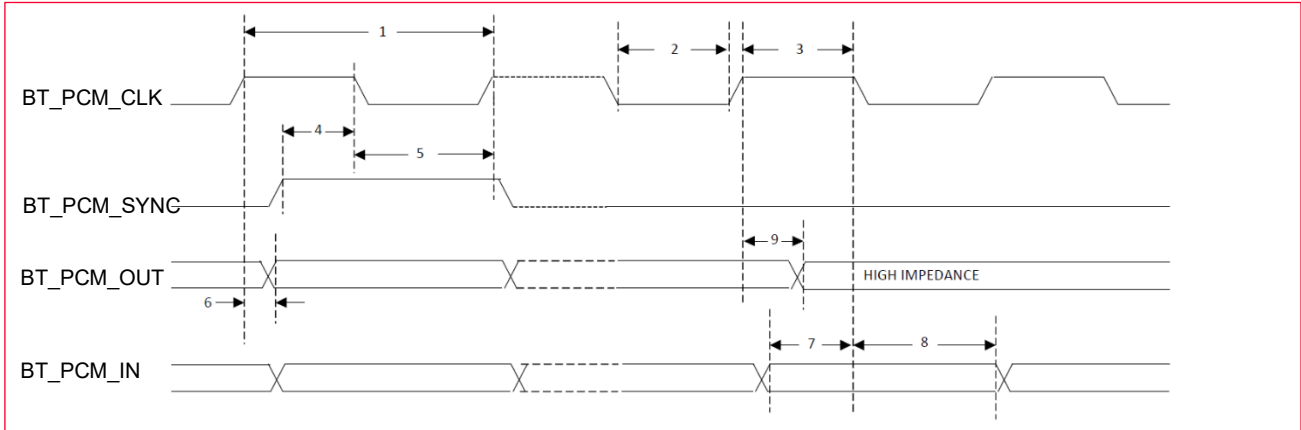 1
2
3
BT_PCM_CLK
4
5
BT_PCM_SYNC
9
BT_PCM_OUT
HIGH IMPEDANCE
6
7
8
BT_PCM_IN